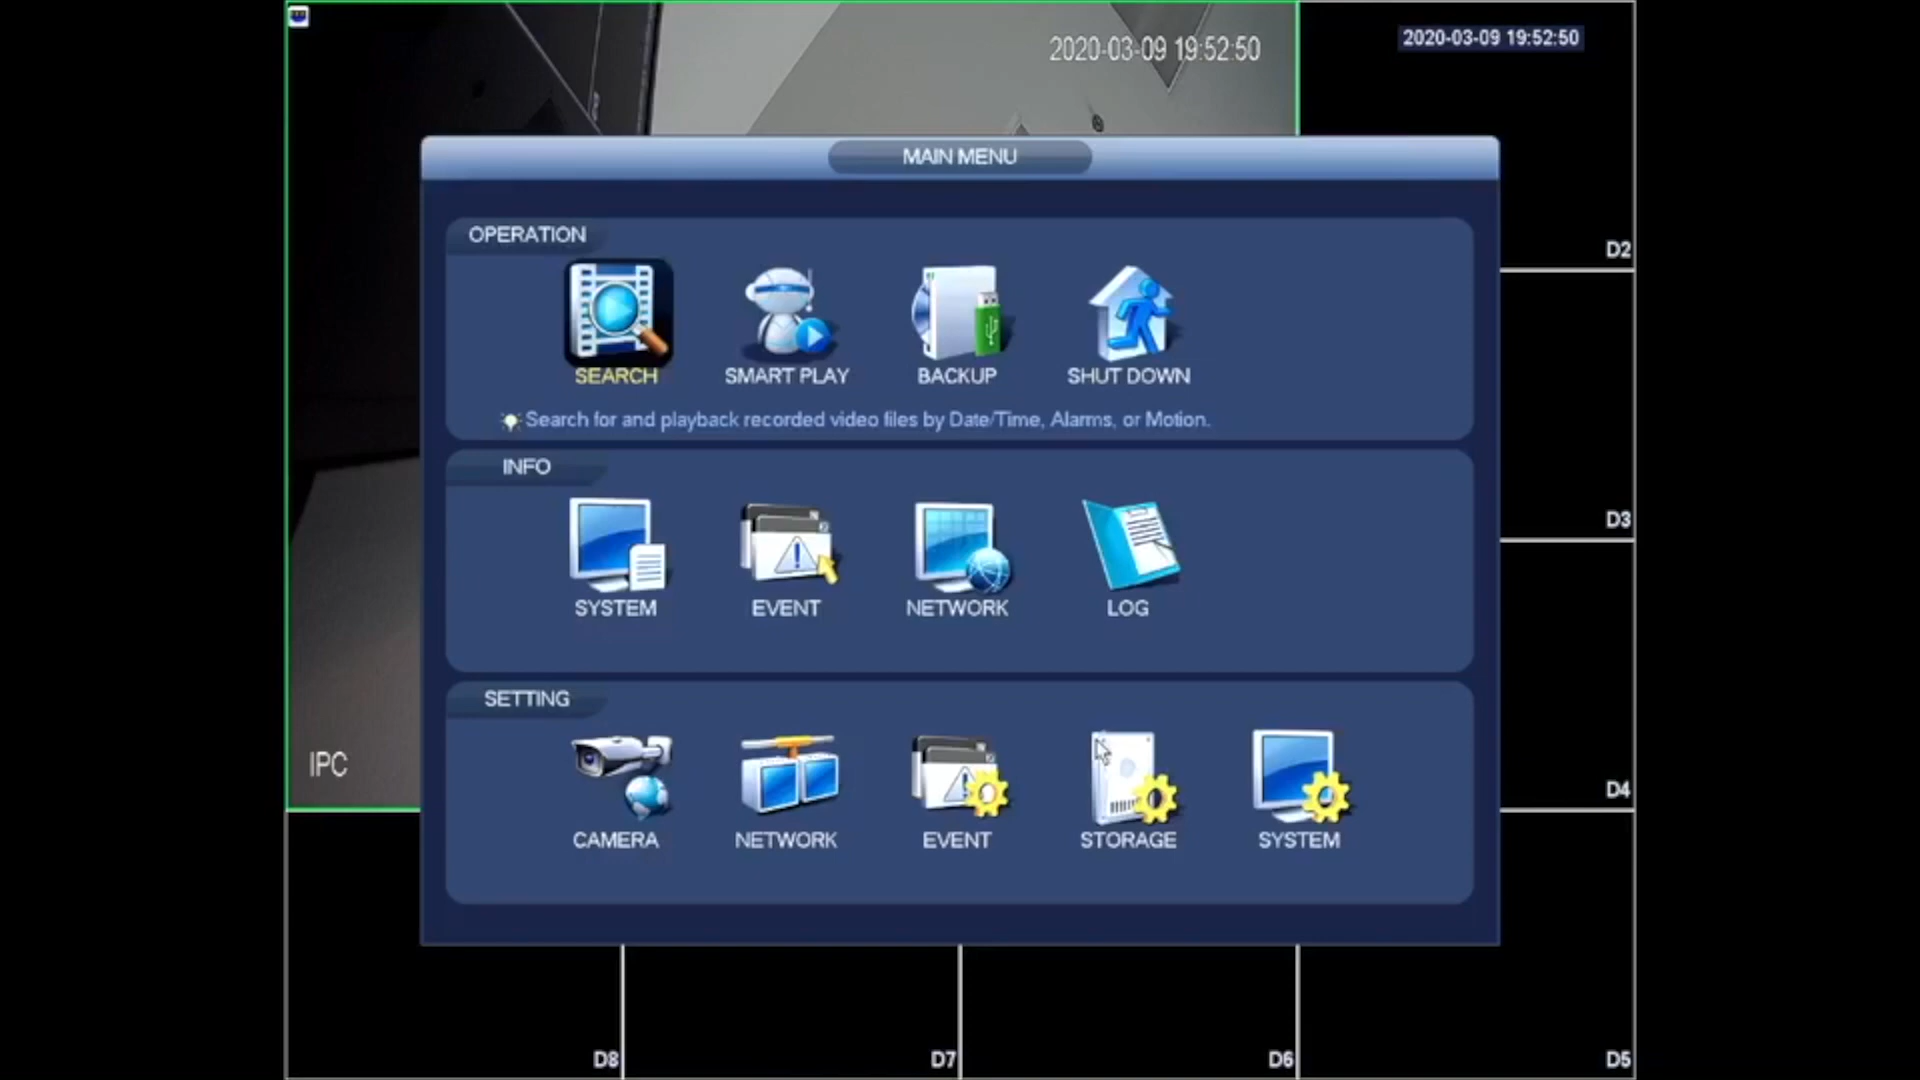 2020-03-09 19:52:50
2020-03-09 19:52:50
MAIN MENU
OPERATION
SEARCH
SMART PLAY
BACKUP
SHUT DOWN
Search for and playback recorded video files by Date/Time, Alarms, or Motion.
INFO
SYSTEM
EVENT
NETWORK
LOG
SETTING
CAMERA
NETWORK
EVENT
STORAGE
SYSTEM
IPC
D2
D3
D4
D8
D7
D6
D5